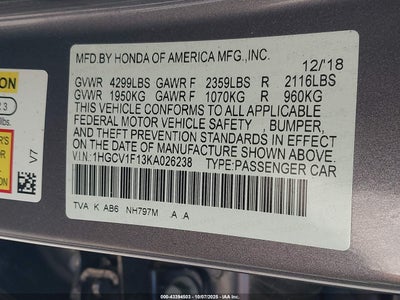 MFD. BY HONDA OF AMERICA MFG.,INC.
12/'18
GVWR 4299LBS GAWR F 2359LBS R 2116LBS
GVWR 1950KG GAWR F 1070KG R 960KG
THIS VEHICLE CONFORMS TO ALL APPLICABLE
FEDERAL MOTOR VEHICLE SAFETY , BUMPER,
AND THEFT PREVENTION STANDARDS IN EFFECT
ON THE DATE OF MANUFACTURE SHOWN ABOVE.
V.I.N:1HGCV1F13KA026238 TYPE:PASSENGER CAR
TVA K AB6 NH797M A A
V7
000-43394503 - 10/07/2025 - IAA, Inc.